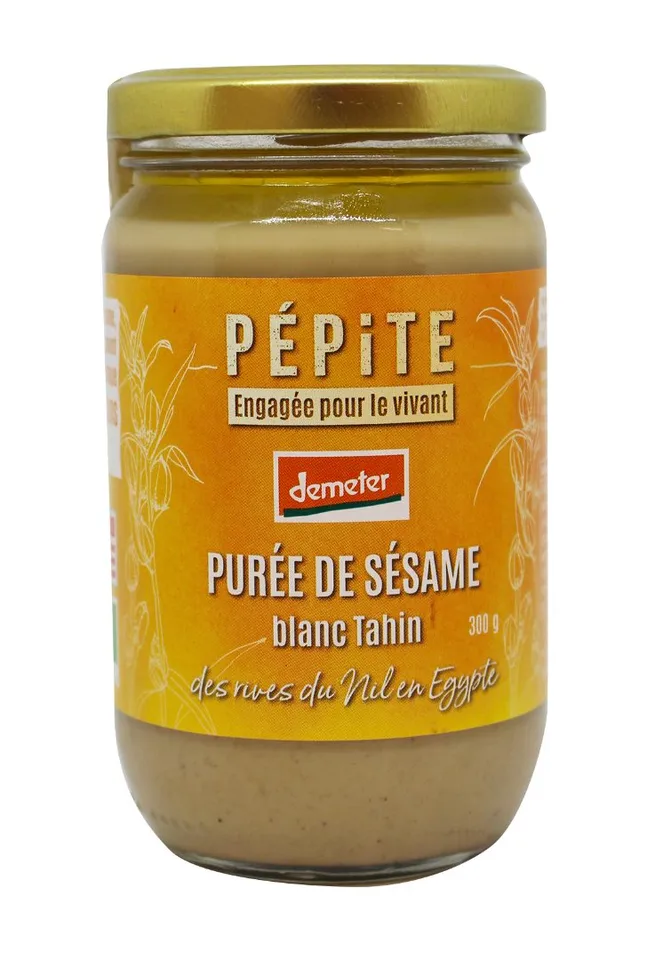 PÉPiTE
Engagée pour le vivant
demeter
PURÉE DE SÉSAME
blanc Tahin
300 g
des rives du Nil en Egypte